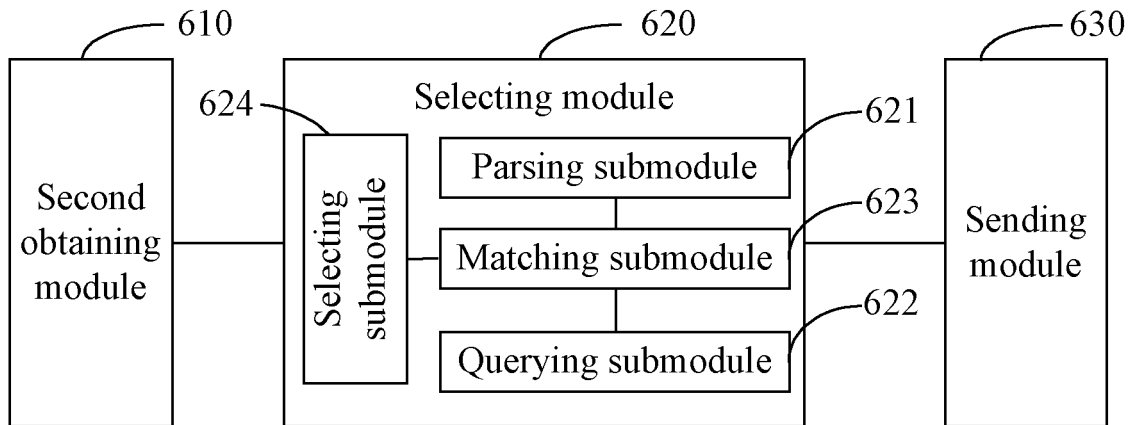 610
620
630
Selecting module
624
621
Parsing submodule
Second
obtaining
module
Selecting
submodule
623
Matching submodule
Sending
module
622
Querying submodule